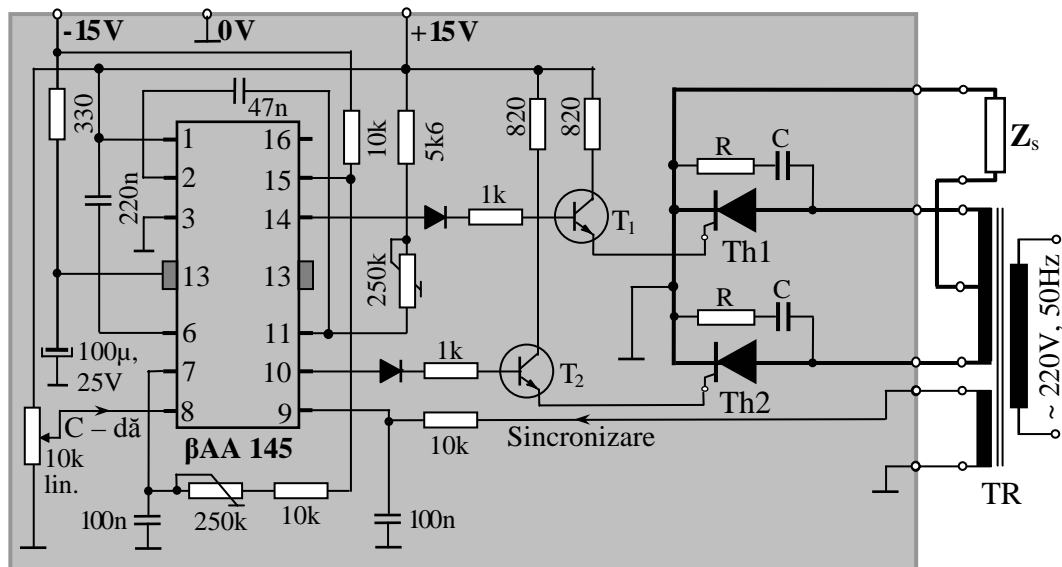 -15V
0V
+15V
330
47n
10k
5k6
820
820
220n
1
2
3
13
6
7
8
16
15
14
13
11
10
9
βAA 145
1k
T1
250k
R
C
Th1
R
C
Th2
Zs
~ 220V, 50Hz
TR
100µ,
25V
1k
T2
C – dă
10k
lin.
10k
Sincronizare
100n
250k
10k
100n